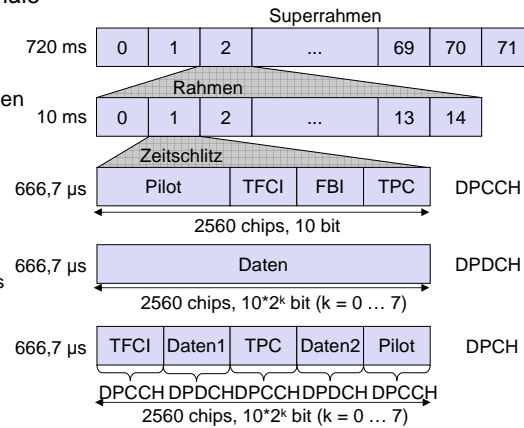 Superrahmen
720 ms 0 1 2 ... 69 70 71
Rahmen
en
10 ms 0 1 2 ... 13 14
Zeitschlitz
666,7 µs Pilot TFCI FBI TPC DPCCH
2560 chips, 10 bit
666,7 µs Daten DPDCH
s
2560 chips, 10*2ᵏ bit (k = 0 … 7)
666,7 µs TFCI Daten1 TPC Daten2 Pilot DPCH
DPCCH DPDCH DPCCH DPDCH DPCCH
2560 chips, 10*2ᵏ bit (k = 0 … 7)